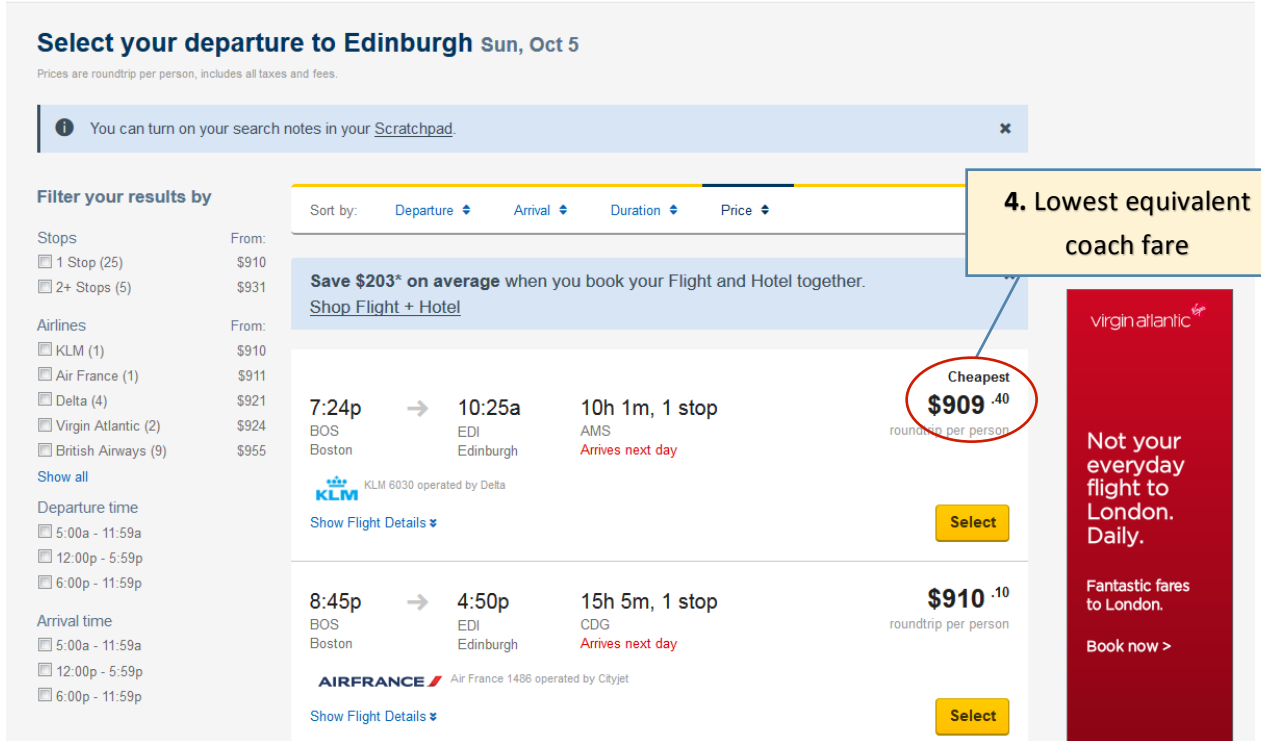 Select your departure to Edinburgh Sun, Oct 5
Prices are roundtrip per person, includes all taxes and fees.
You can turn on your search notes in your Scratchpad.
4. Lowest equivalent
coach fare
Filter your results by
Stops From:
1 Stop (25) $910
2+ Stops (5) $931
Airlines From:
KLM (1) $910
Air France (1) $911
Delta (4) $921
Virgin Atlantic (2) $924
British Airways (9) $955
Show all
Departure time
5:00a - 11:59a
12:00p - 5:59p
6:00p - 11:59p
Arrival time
5:00a - 11:59a
12:00p - 5:59p
6:00p - 11:59p
Sort by: Departure Arrival Duration Price
Save $203* on average when you book your Flight and Hotel together.
Shop Flight + Hotel
Cheapest
7:24p 10:25a 10h 1m, 1 stop $909.40
BOS EDI AMS roundtrip per person
Boston Edinburgh Arrives next day
KLM KLM 6030 operated by Delta
Show Flight Details Select
8:45p 4:50p 15h 5m, 1 stop $910.10
BOS EDI CDG roundtrip per person
Boston Edinburgh Arrives next day
AIRFRANCE Air France 1486 operated by Cityjet
Show Flight Details Select
virgin atlantic
Not your
everyday
flight to
London.
Daily.
Fantastic fares
to London.
Book now >